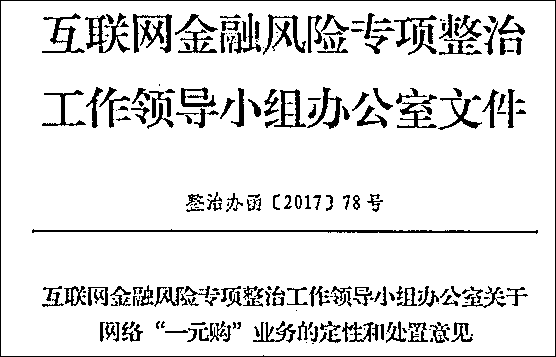 互联网金融风险专项整治
工作领导小组办公室文件
整治办函〔2017〕78号
互联网金融风险专项整治工作领导小组办公室关于
网络“一元购”业务的定性和处置意见